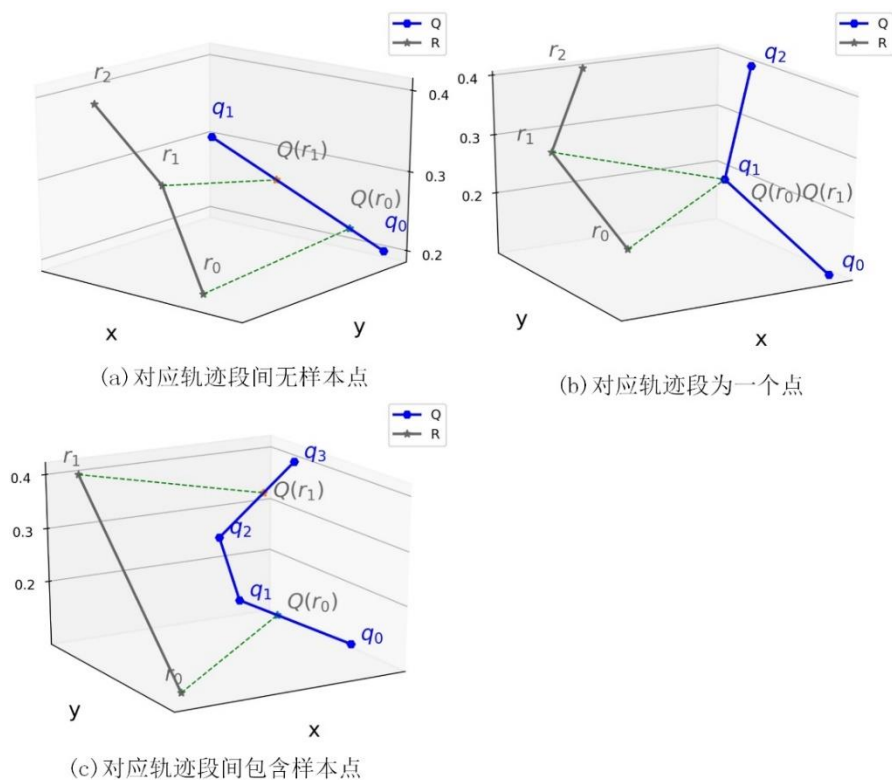 Q
R
r₂
q₁
r₁
Q(r₁)
Q(r₀)
q₀
r₀
0.4
0.3
0.2
x
y
(a)对应轨迹段间无样本点
Q
R
r₂
q₂
0.4
r₁
0.3
q₁
Q(r₀)Q(r₁)
0.2
r₀
q₀
y
x
(b)对应轨迹段为一个点
Q
R
r₁
q₃
0.4
Q(r₁)
0.3
q₂
0.2
q₁
Q(r₀)
q₀
r₀
y
x
(c)对应轨迹段间包含样本点